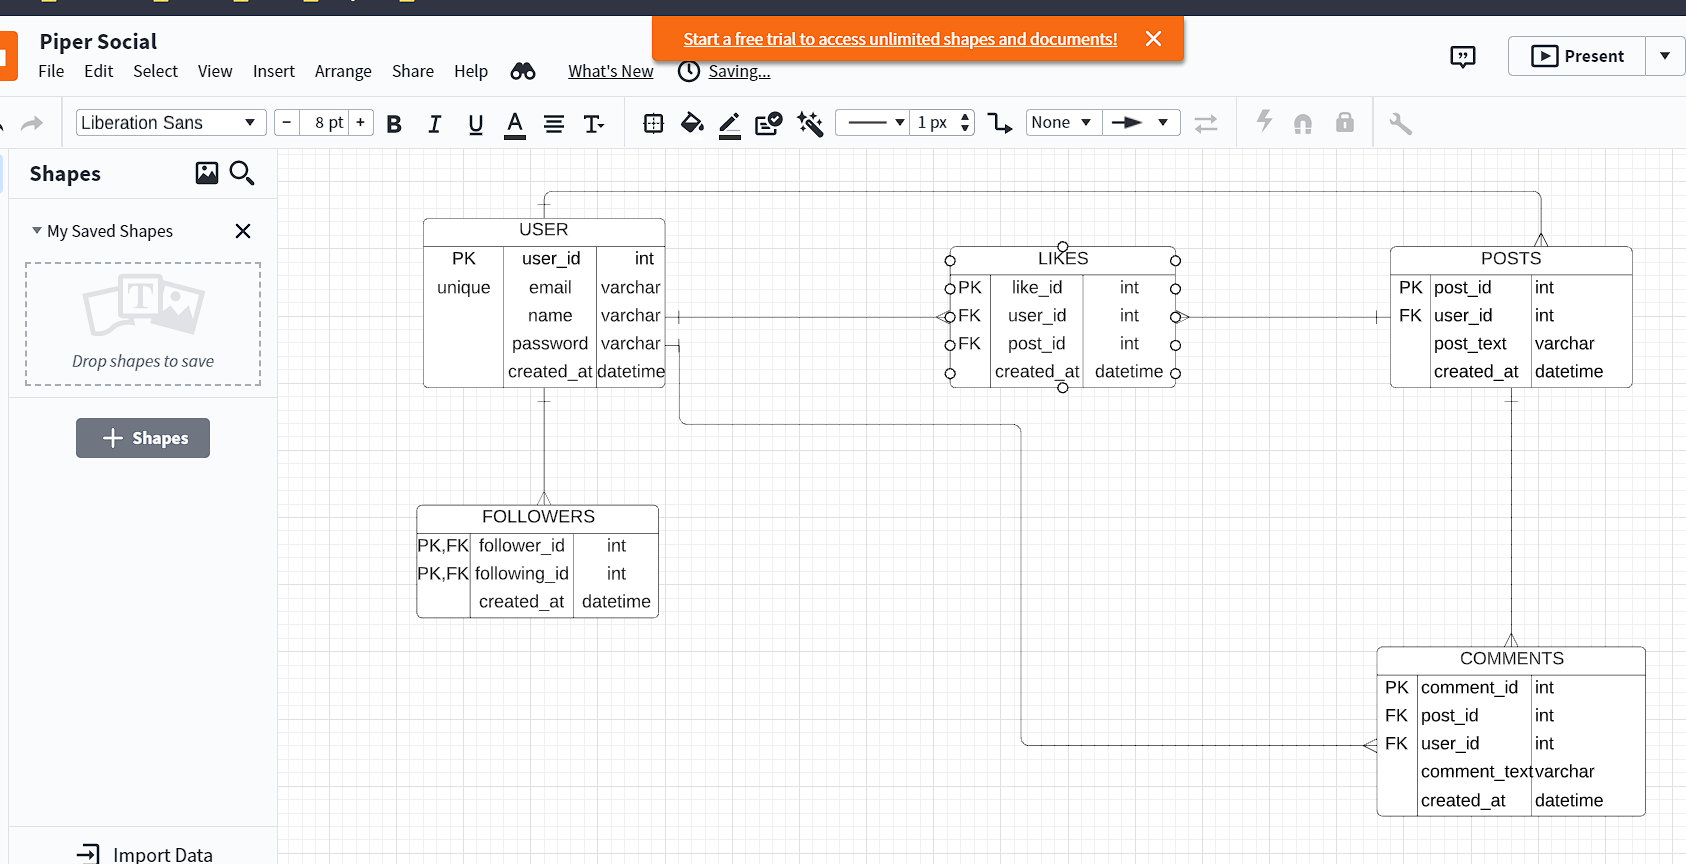 Piper Social
Start a free trial to access unlimited shapes and documents!
File Edit Select View Insert Arrange Share Help What's New Saving...
Present
Liberation Sans 8 pt B I U A T 1 px None
Shapes
My Saved Shapes
T
Drop shapes to save
Shapes
Import Data
USER
PK user_id int
unique email varchar
name varchar
password varchar
created_at datetime
LIKES
PK like_id int
FK user_id int
FK post_id int
created_at datetime
POSTS
PK post_id int
FK user_id int
post_text varchar
created_at datetime
FOLLOWERS
PK,FK follower_id int
PK,FK following_id int
created_at datetime
COMMENTS
PK comment_id int
FK post_id int
FK user_id int
comment_text varchar
created_at datetime